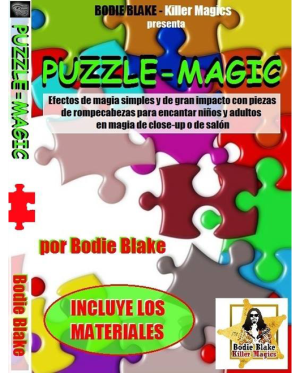 BODIE BLAKE - Killer Magics
presenta
PUZZLE-MAGIC
Efectos de magia simples y de gran impacto con piezas
de rompecabezas para encantar niños y adultos
en magia de close-up o de salón
por Bodie Blake
INCLUYE LOS
MATERIALES
Bodie Blake
Killer Magics
PUZZLE-MAGIC
Bodie Blake